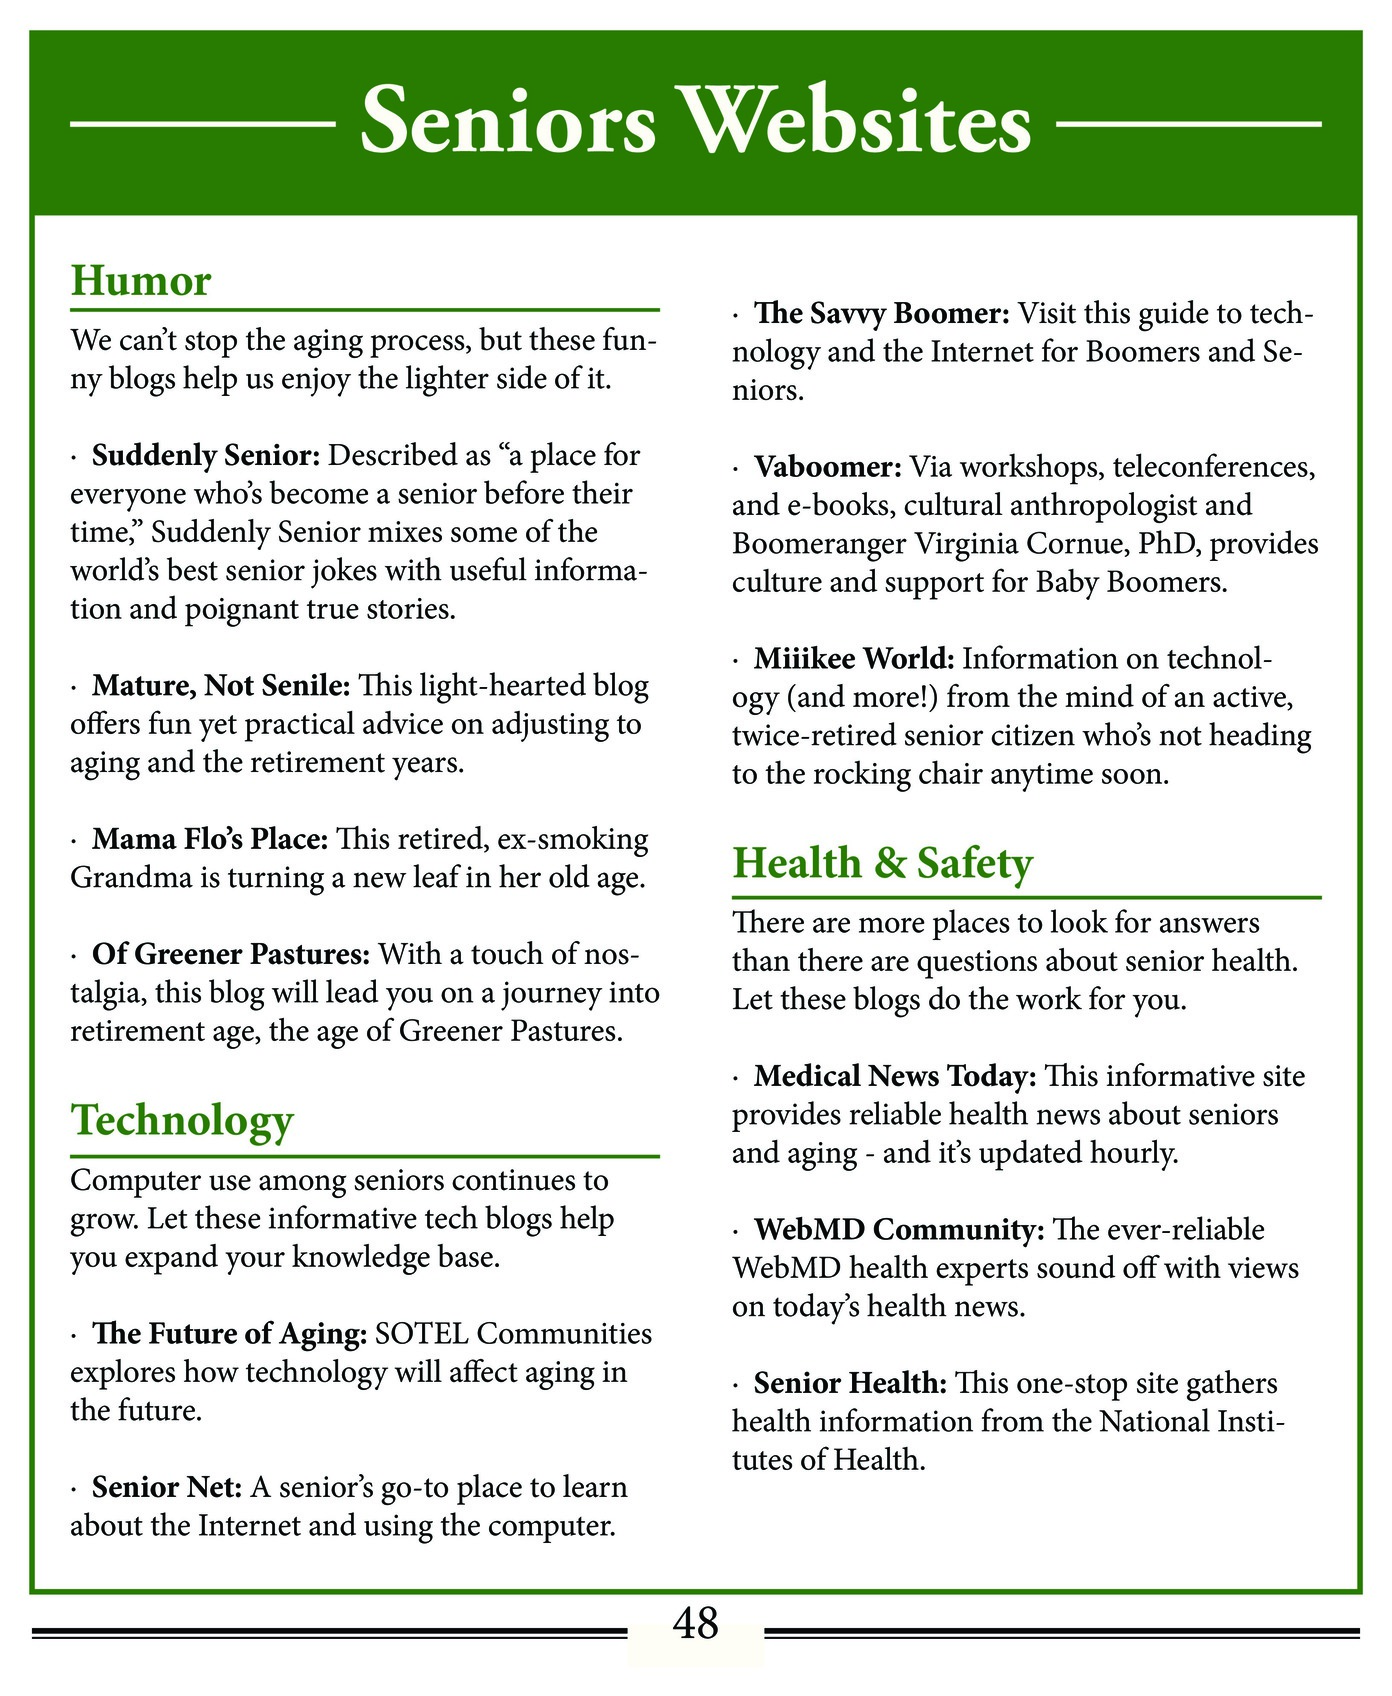 Seniors Websites
Humor
We can’t stop the aging process, but these fun-
ny blogs help us enjoy the lighter side of it.
· Suddenly Senior: Described as “a place for
everyone who’s become a senior before their
time,” Suddenly Senior mixes some of the
world’s best senior jokes with useful informa-
tion and poignant true stories.
· Mature, Not Senile: This light-hearted blog
offers fun yet practical advice on adjusting to
aging and the retirement years.
· Mama Flo’s Place: This retired, ex-smoking
Grandma is turning a new leaf in her old age.
· Of Greener Pastures: With a touch of nos-
talgia, this blog will lead you on a journey into
retirement age, the age of Greener Pastures.
Technology
Computer use among seniors continues to
grow. Let these informative tech blogs help
you expand your knowledge base.
· The Future of Aging: SOTEL Communities
explores how technology will affect aging in
the future.
· Senior Net: A senior’s go-to place to learn
about the Internet and using the computer.
· The Savvy Boomer: Visit this guide to tech-
nology and the Internet for Boomers and Se-
niors.
· Vaboomer: Via workshops, teleconferences,
and e-books, cultural anthropologist and
Boomeranger Virginia Cornue, PhD, provides
culture and support for Baby Boomers.
· Miiikee World: Information on technol-
ogy (and more!) from the mind of an active,
twice-retired senior citizen who’s not heading
to the rocking chair anytime soon.
Health & Safety
There are more places to look for answers
than there are questions about senior health.
Let these blogs do the work for you.
· Medical News Today: This informative site
provides reliable health news about seniors
and aging - and it’s updated hourly.
· WebMD Community: The ever-reliable
WebMD health experts sound off with views
on today’s health news.
· Senior Health: This one-stop site gathers
health information from the National Insti-
tutes of Health.
48